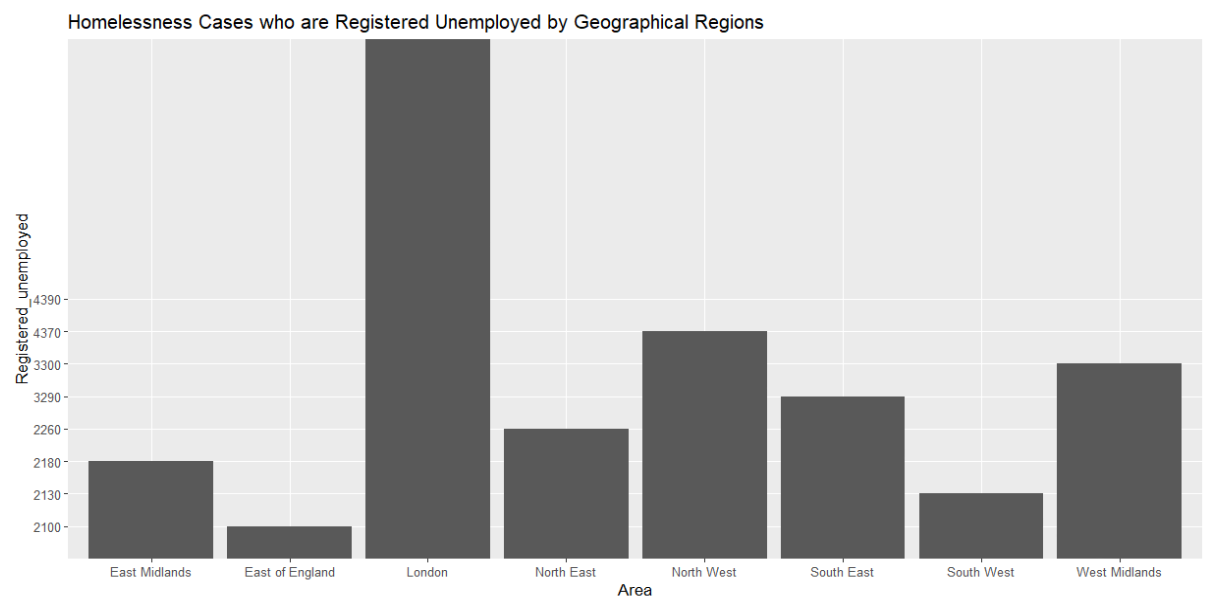 Homelessness Cases who are Registered Unemployed by Geographical Regions
Registered_unemployed
4390
4370
3300
3290
2260
2180
2130
2100
East Midlands East of England London North East North West South East South West West Midlands
Area